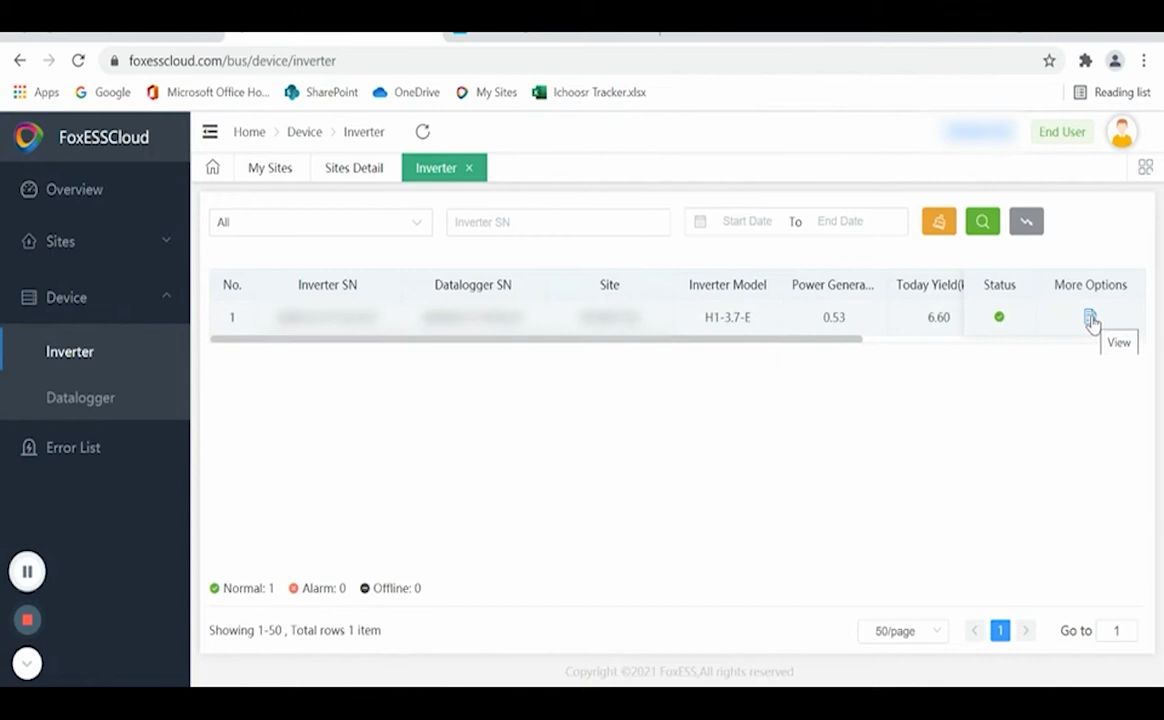 foxesscloud.com/bus/device/inverter
Apps Google Microsoft Office Ho... SharePoint OneDrive My Sites Ichoosr Tracker.xlsx Reading list
FoxESSCloud
Home > Device > Inverter
End User
Overview
My Sites Sites Detail Inverter ×
Sites
All Inverter SN Start Date To End Date
Device
No. Inverter SN Datalogger SN Site Inverter Model Power Genera... Today Yield(k Status More Options
1 H1-3.7-E 0.53 6.60
View
Inverter
Datalogger
Error List
Normal: 1 Alarm: 0 Offline: 0
Showing 1-50 , Total rows 1 item
50/page < 1 > Go to 1
Copyright ©2021 FoxESS,All rights reserved